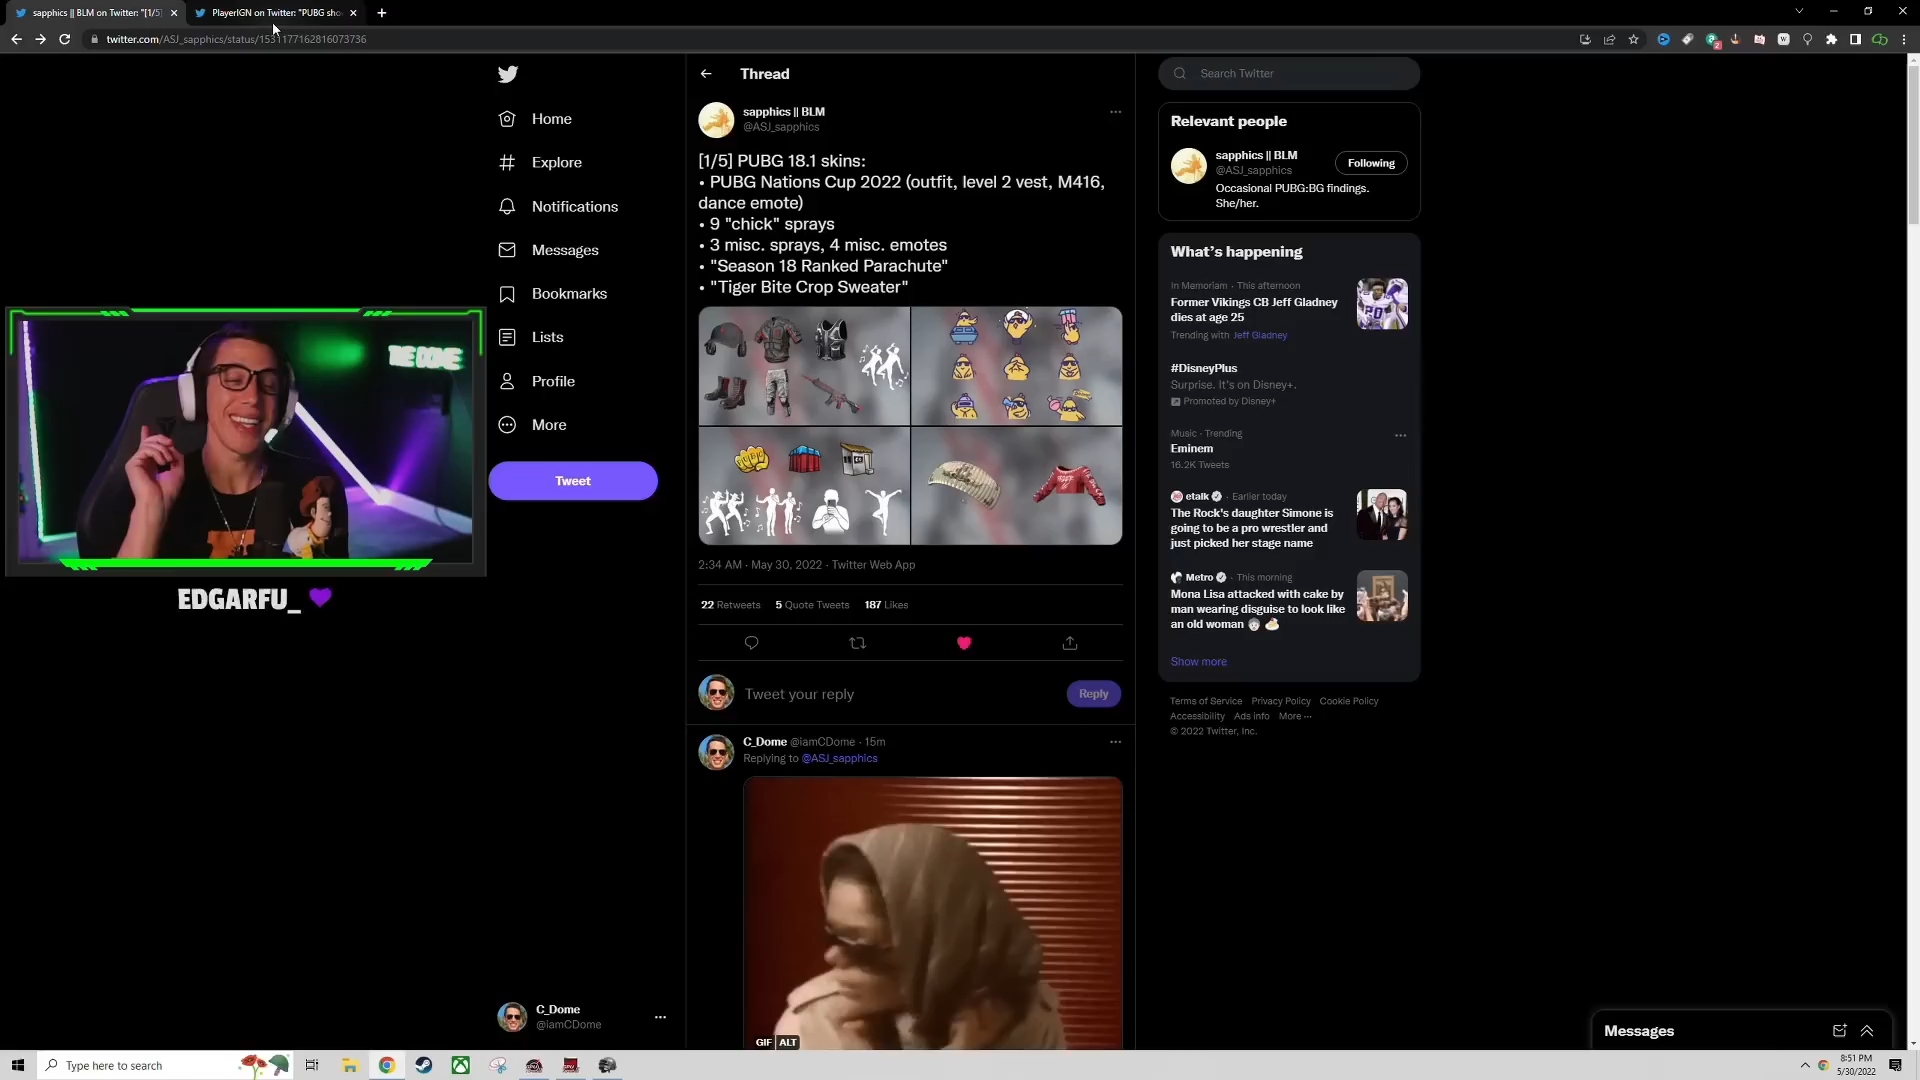 sapphics || BLM on Twitter: "[1/5]
PlayerIGN on Twitter: "PUBG sho
twitter.com/ASJ_sapphics/status/1531177162816073736
Home
Explore
Notifications
Messages
Bookmarks
Lists
Profile
More
Tweet
C_Dome
@iamCDome
THE DOME
EDGARFU_
Thread
sapphics || BLM
@ASJ_sapphics
[1/5] PUBG 18.1 skins:
• PUBG Nations Cup 2022 (outfit, level 2 vest, M416,
dance emote)
• 9 "chick" sprays
• 3 misc. sprays, 4 misc. emotes
• "Season 18 Ranked Parachute"
• "Tiger Bite Crop Sweater"
2:34 AM · May 30, 2022 · Twitter Web App
22 Retweets 5 Quote Tweets 187 Likes
Tweet your reply
Reply
C_Dome @iamCDome · 15m
Replying to @ASJ_sapphics
GIF ALT
Search Twitter
Relevant people
sapphics || BLM
@ASJ_sapphics
Following
Occasional PUBG:BG findings.
She/her.
What's happening
In Memoriam · This afternoon
Former Vikings CB Jeff Gladney
dies at age 25
Trending with Jeff Gladney
#DisneyPlus
Surprise. It's on Disney+.
Promoted by Disney+
Music · Trending
Eminem
16.2K Tweets
etalk · Earlier today
The Rock's daughter Simone is
going to be a pro wrestler and
just picked her stage name
Metro · This morning
Mona Lisa attacked with cake by
man wearing disguise to look like
an old woman
Show more
Terms of Service Privacy Policy Cookie Policy
Accessibility Ads info More ···
© 2022 Twitter, Inc.
Messages
Type here to search
8:51 PM
5/30/2022